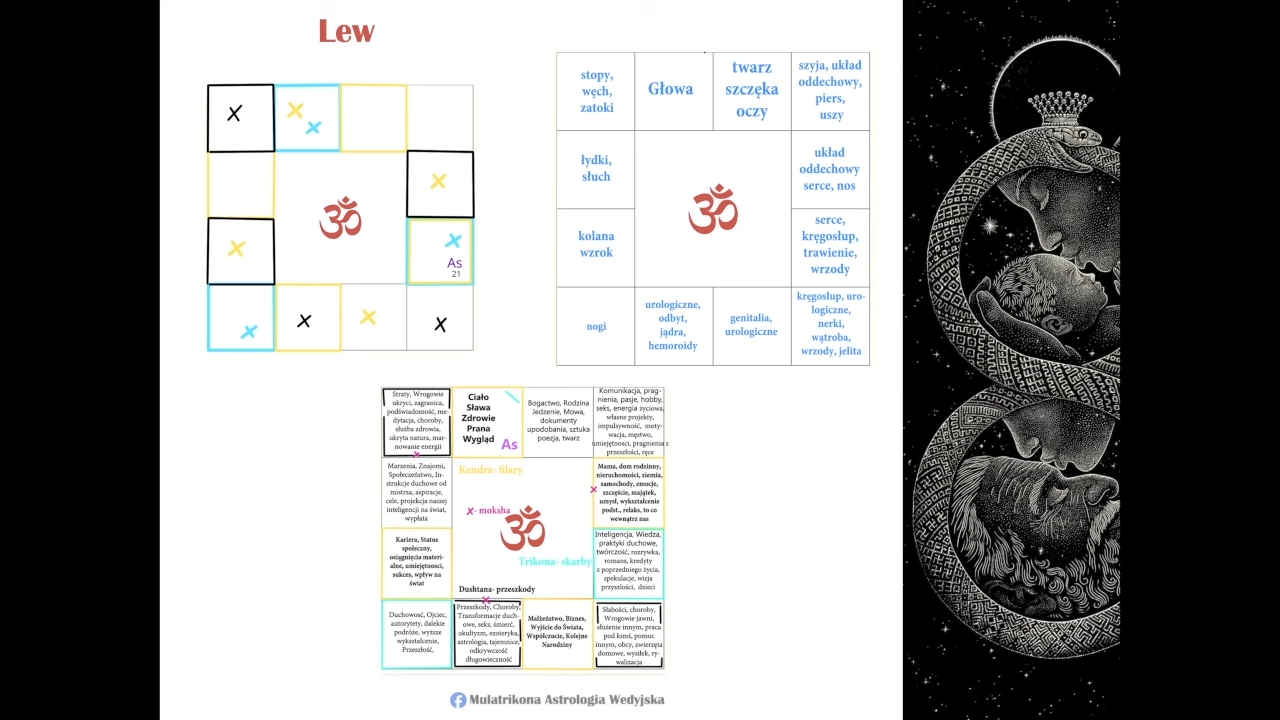 Lew
As
21
ॐ
stopy,
węch,
zatoki
Głowa
twarz
szczęka
oczy
szyja, układ
oddechowy,
piers,
uszy
łydki,
słuch
układ
oddechowy
serce, nos
ॐ
kolana
wzrok
serce,
kręgosłup,
trawienie,
wrzody
nogi
urologiczne,
odbyt,
jądra,
hemoroidy
genitalia,
urologiczne
kręgosłup, uro-
logiczne,
nerki,
wątroba,
wrzody, jelita
Straty, Wrogowie
ukryci, zagranica,
podświadomość, me-
dytacja, choroby,
służba zdrowia,
ukryta natura, mar-
nowanie energii
Ciało
Sława
Zdrowie
Prana
Wygląd
As
Bogactwo, Rodzina
Jedzenie, Mowa,
dokumenty
upodobania, sztuka
poezja, twarz
Komunikacja, prag-
nienia, pasje, hobby,
seks, energia życiowa,
własne projekty,
impulsywność, moty-
wacja, męstwo,
umiejętnosci, pragnienia z
przeszłości, ręce
Marzenia, Znajomi,
Społeczeństwo, In-
strukcje duchowe od
mistrza, aspiracje,
cele, projekcja naszej
inteligencji na świat,
wypłata
Kendra- filary
x- moksha
ॐ
Trikona- skarby
Dushtana- przeszkody
Mama, dom rodzinny,
nieruchomości, ziemia,
samochody, emocje,
szczęście, majątek,
umysł, wykształcenie
podst., relaks, to co
wewnątrz nas
Kariera, Status
społeczny,
osiągnięcia materi-
alne, umiejętnosci,
sukces, wpływ na
świat
Inteligencja, Wiedza,
praktyki duchowe,
twórczość, rozrywka,
romans, kredyty
z poprzedniego życia,
spekulacje, wizja
przyszłości, dzieci
Duchowosć, Ojciec,
autorytety, dalekie
podróże, wyższe
wykształcenie,
Przeszłość,
Przeszkody, Choroby,
Transformacje duch-
owe, seks, śmierć,
okultyzm, ezoteryka,
astrologia, tajemnice,
odkrywczość
długowieczność
Małżeństwo, Biznes,
Wyjście do Świata,
Współczucie, Kolejne
Narodziny
Słabości, choroby,
Wrogowie jawni,
służenie innym, praca
pod kimś, pomoc
innym, obcy, zwierzęta
domowe, wysiłek, ry-
walizacja
Mulatrikona Astrologia Wedyjska